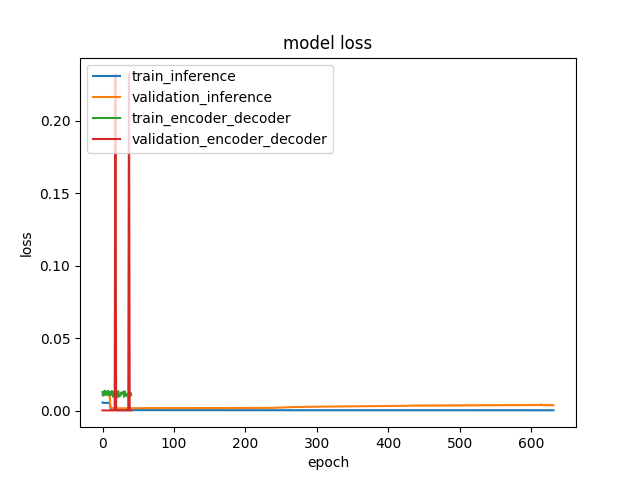 model loss
train_inference
validation_inference
train_encoder_decoder
validation_encoder_decoder
0.20
0.15
0.10
0.05
0.00
loss
0 100 200 300 400 500 600
epoch